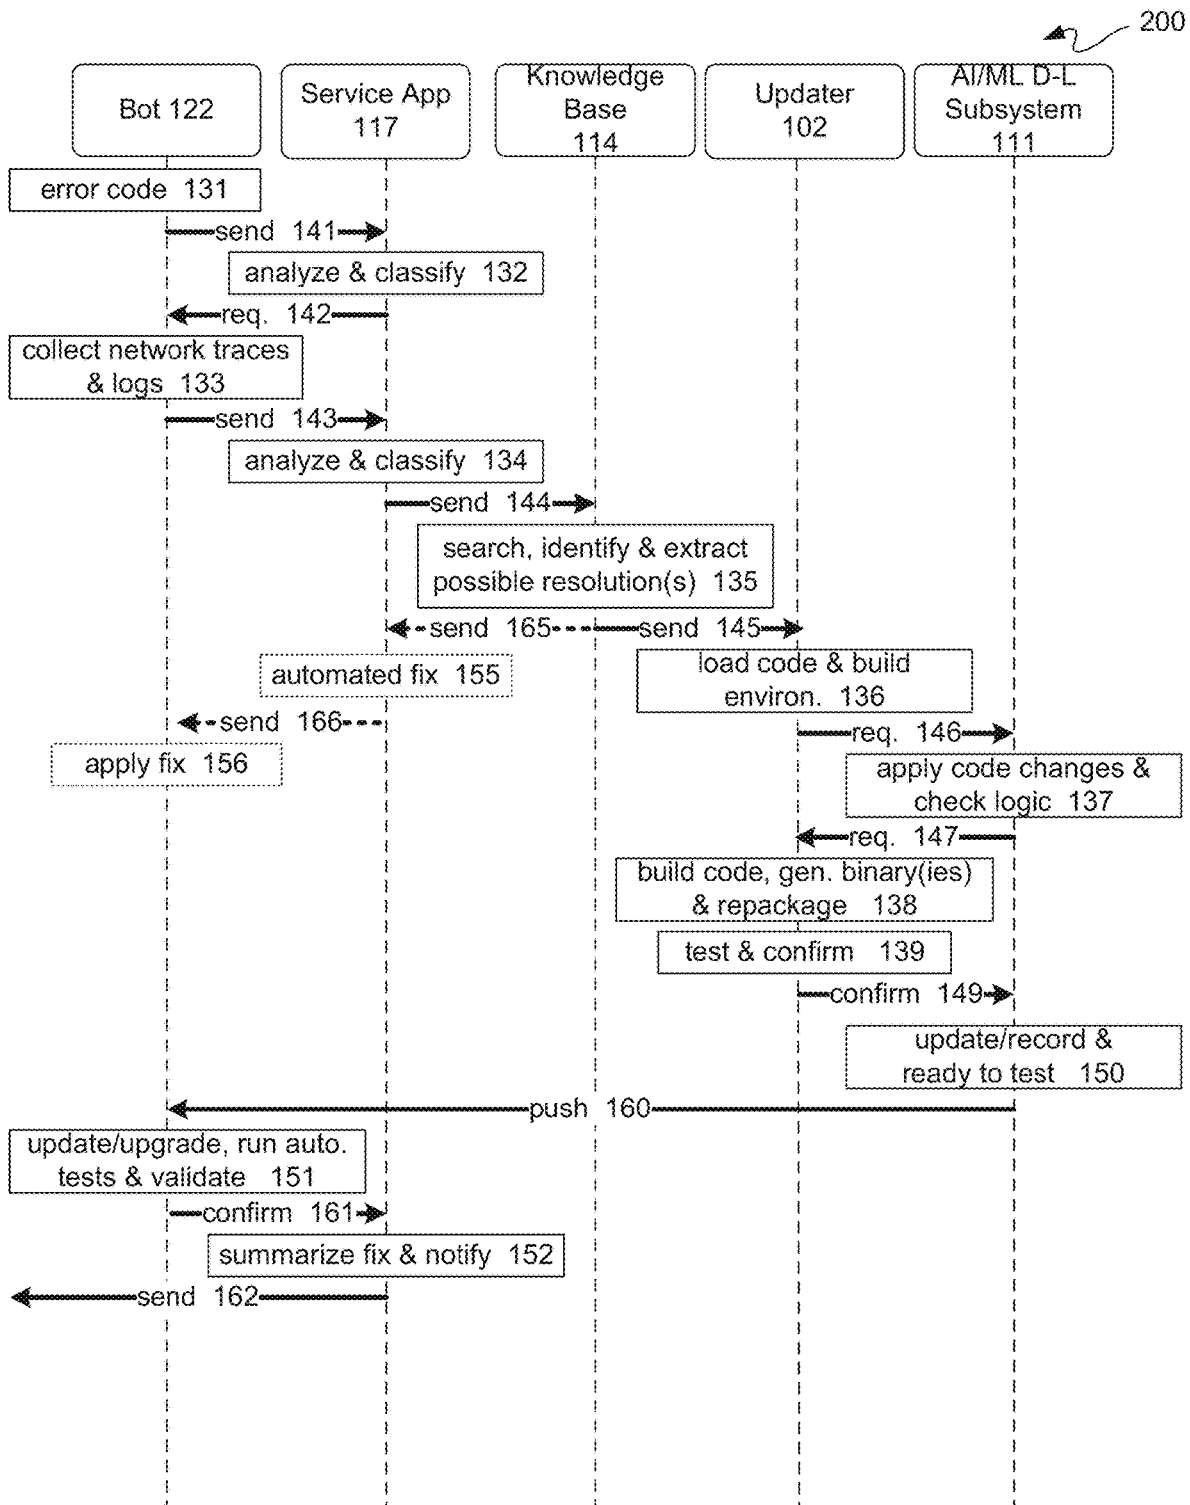 200
Bot 122
Service App
117
Knowledge
Base
114
Updater
102
AI/ML D-L
Subsystem
111
error code 131
send 141
analyze & classify 132
req. 142
collect network traces
& logs 133
send 143
analyze & classify 134
send 144
search, identify & extract
possible resolution(s) 135
send 165
send 145
automated fix 155
load code & build
environ. 136
send 166
req. 146
apply fix 156
apply code changes &
check logic 137
req. 147
build code, gen. binary(ies)
& repackage 138
test & confirm 139
confirm 149
update/record &
ready to test 150
push 160
update/upgrade, run auto.
tests & validate 151
confirm 161
summarize fix & notify 152
send 162